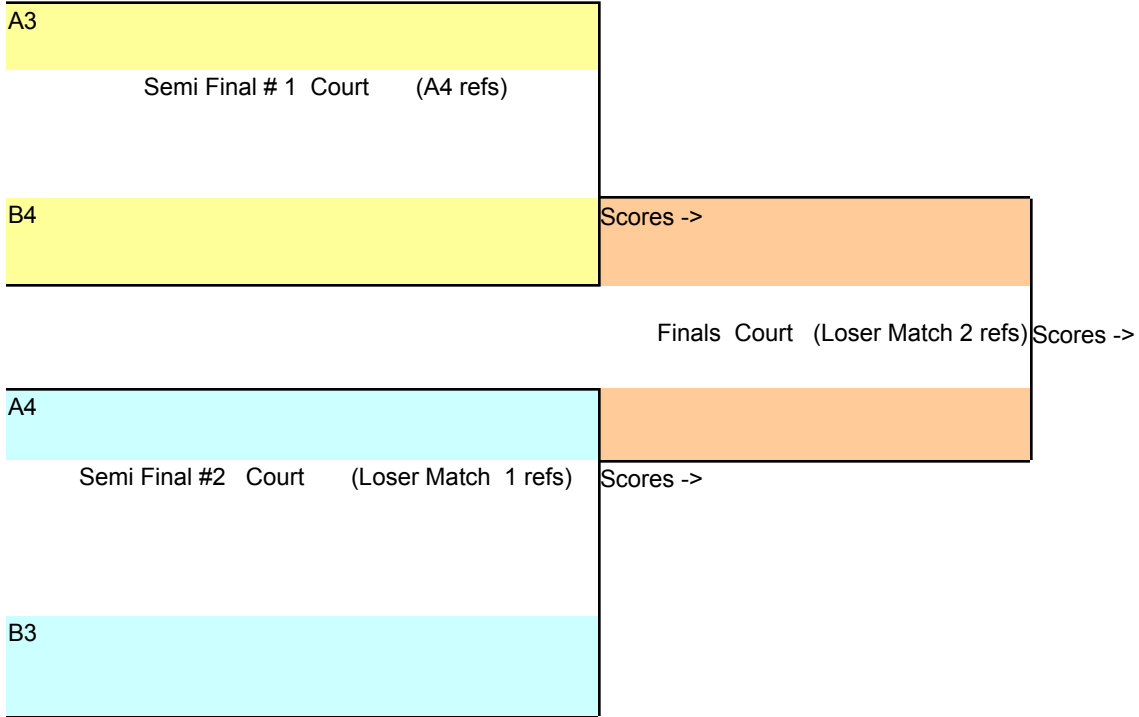 A3
Semi Final # 1 Court (A4 refs)
B4
Scores ->
Finals Court (Loser Match 2 refs)
Scores ->
A4
Semi Final #2 Court (Loser Match 1 refs)
Scores ->
B3